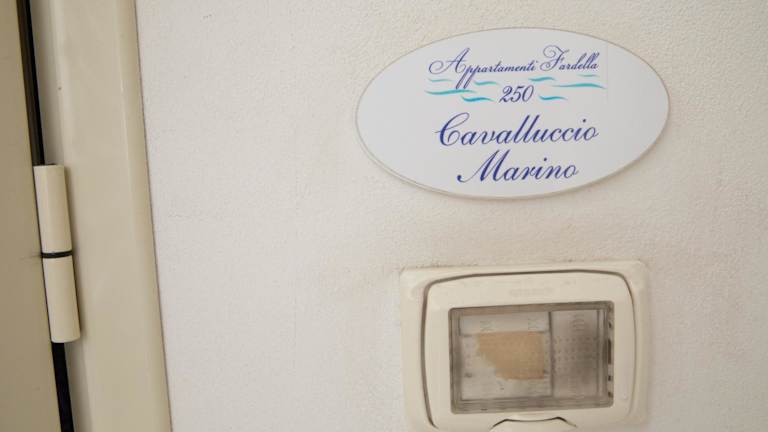 Appartamenti Fardella
250
Cavalluccio
Marino